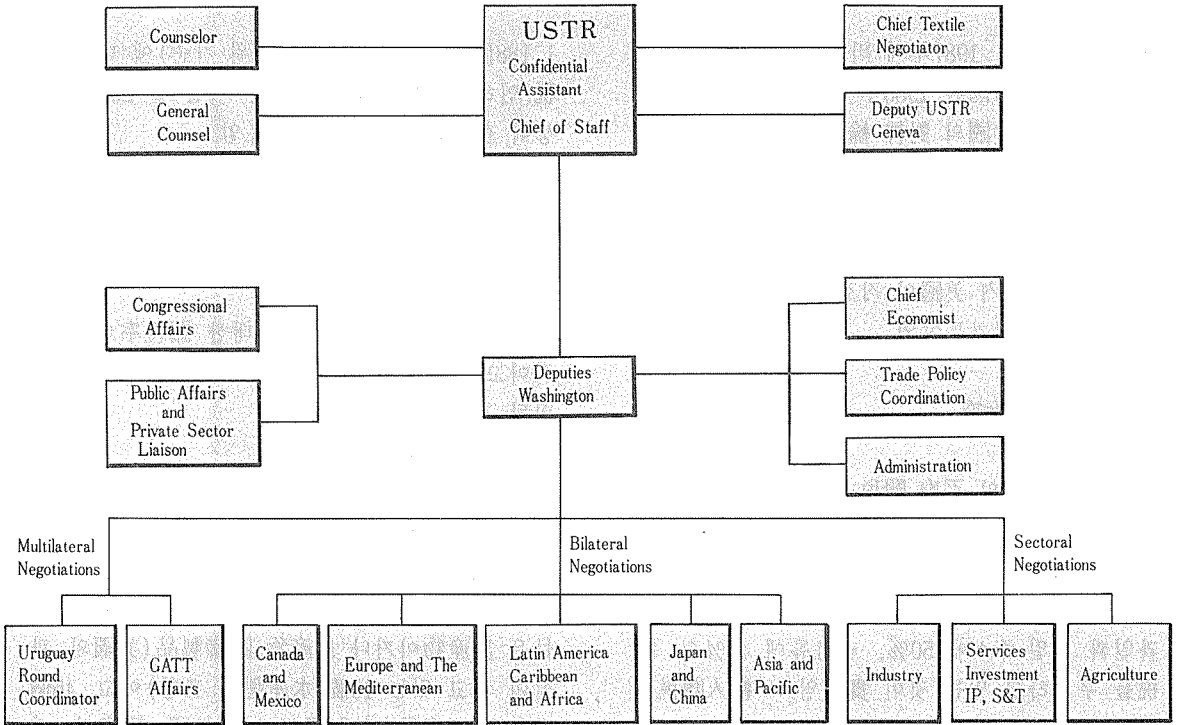 Counselor
USTR
Confidential
Assistant
Chief of Staff
Chief Textile
Negotiator
General
Counsel
Deputy USTR
Geneva
Congressional
Affairs
Public Affairs
and
Private Sector
Liaison
Deputies
Washington
Chief
Economist
Trade Policy
Coordination
Administration
Multilateral
Negotiations
Bilateral
Negotiations
Sectoral
Negotiations
Uruguay
Round
Coordinator
GATT
Affairs
Canada
and
Mexico
Europe and The
Mediterranean
Latin America
Caribbean
and Africa
Japan
and
China
Asia and
Pacific
Industry
Services
Investment
IP, S&T
Agriculture